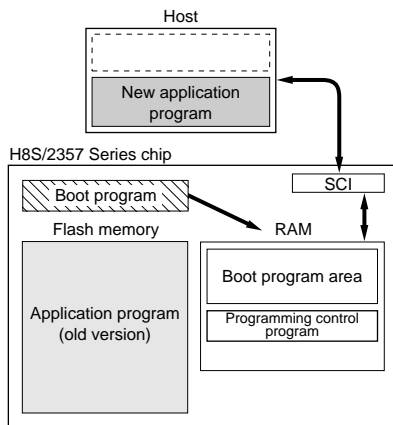 Host
New application
program
H8S/2357 Series chip
SCI
Boot program
Flash memory
RAM
Application program
(old version)
Boot program area
Programming control
program